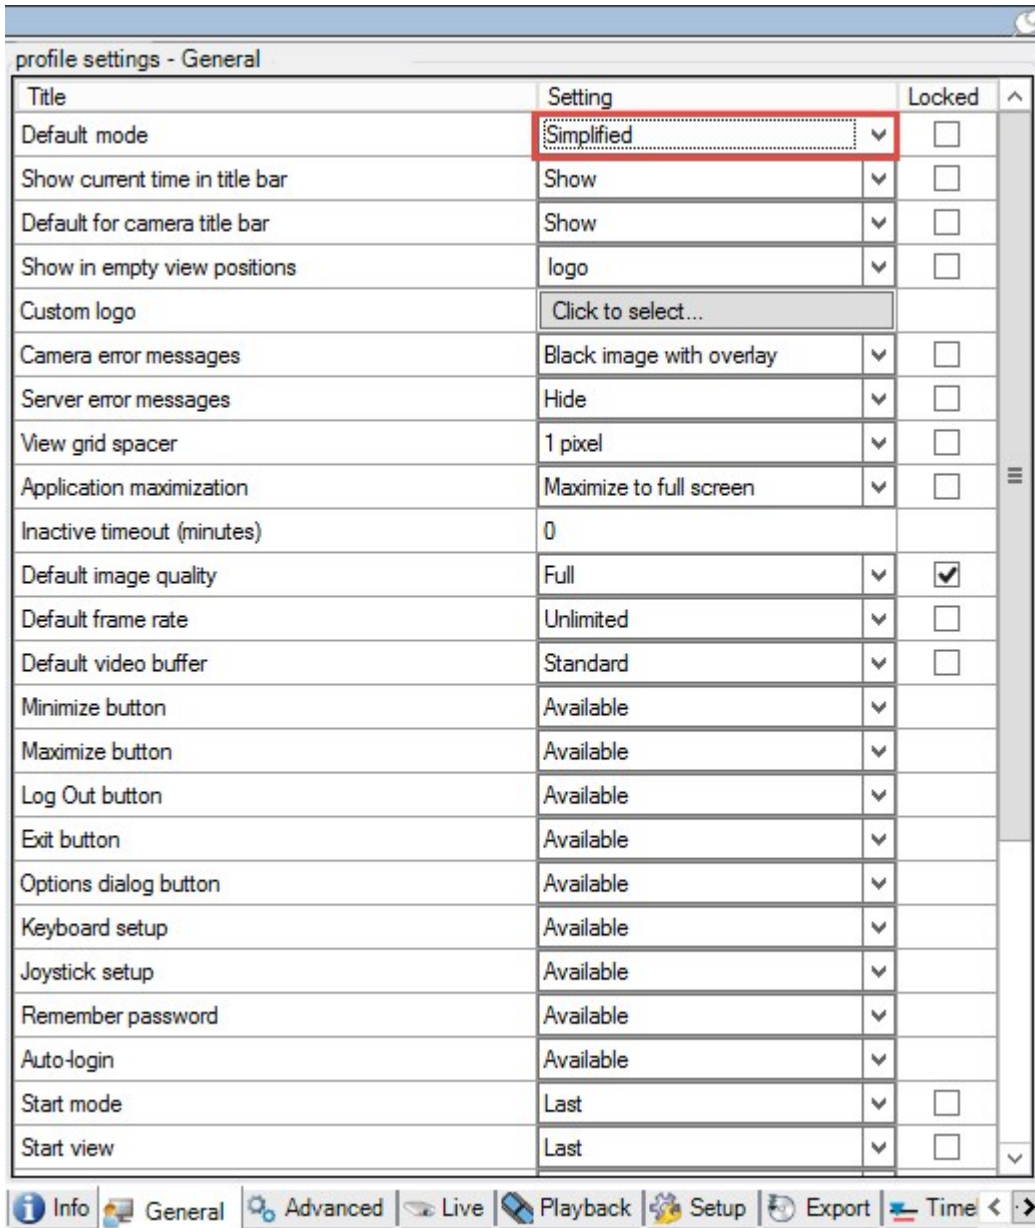 profile settings - General
Title Setting Locked
Default mode Simplified
Show current time in title bar Show
Default for camera title bar Show
Show in empty view positions logo
Custom logo Click to select...
Camera error messages Black image with overlay
Server error messages Hide
View grid spacer 1 pixel
Application maximization Maximize to full screen
Inactive timeout (minutes) 0
Default image quality Full
Default frame rate Unlimited
Default video buffer Standard
Minimize button Available
Maximize button Available
Log Out button Available
Exit button Available
Options dialog button Available
Keyboard setup Available
Joystick setup Available
Remember password Available
Auto-login Available
Start mode Last
Start view Last
Info General Advanced Live Playback Setup Export Timel